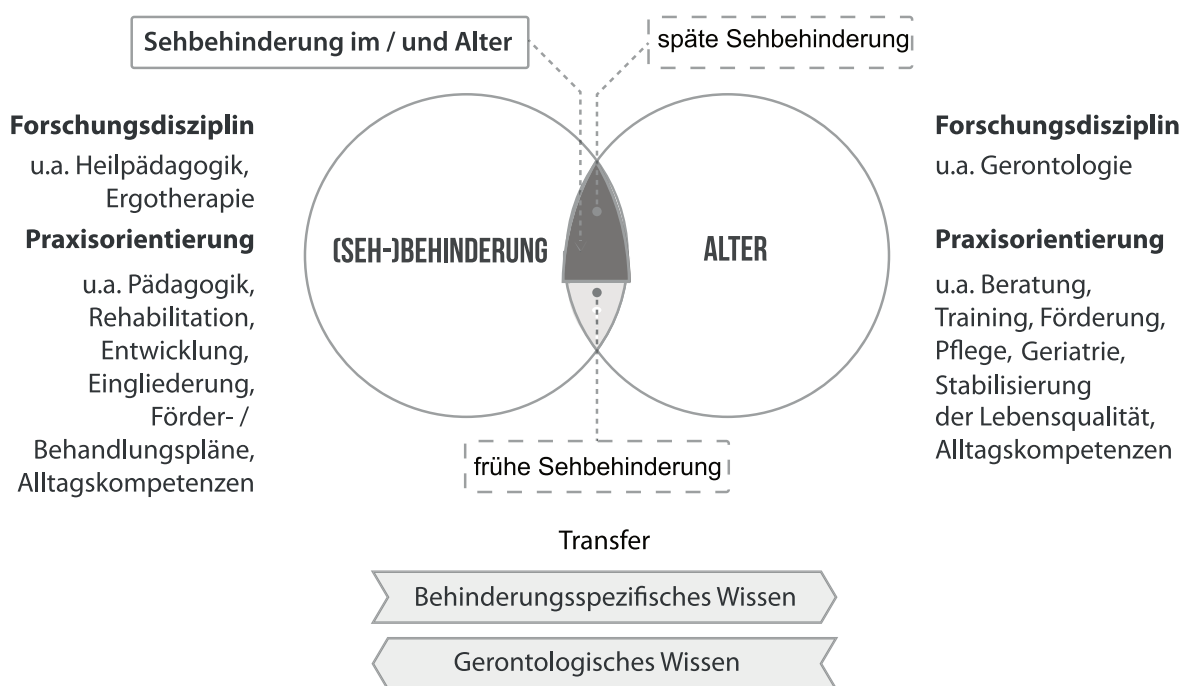 Sehbehinderung im / und Alter
späte Sehbehinderung
Forschungsdisziplin
u.a. Heilpädagogik,
Ergotherapie
Praxisorientierung
u.a. Pädagogik,
Rehabilitation,
Entwicklung,
Eingliederung,
Förder- /
Behandlungspläne,
Alltagskompetenzen
(SEH-)BEHINDERUNG
ALTER
Forschungsdisziplin
u.a. Gerontologie
Praxisorientierung
u.a. Beratung,
Training, Förderung,
Pflege, Geriatrie,
Stabilisierung
der Lebensqualität,
Alltagskompetenzen
frühe Sehbehinderung
Transfer
Behinderungsspezifisches Wissen
Gerontologisches Wissen